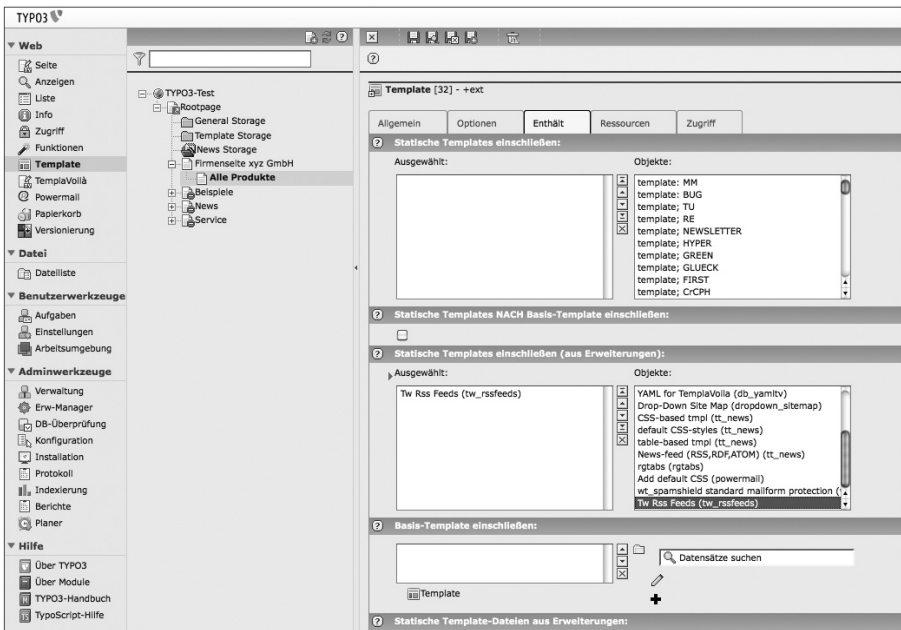 TYPO3
Web
Seite
Anzeigen
Liste
Info
Zugriff
Funktionen
Template
TemplaVoilà
Powermail
Papierkorb
Versionierung
Datei
Dateiliste
Benutzerwerkzeuge
Aufgaben
Einstellungen
Arbeitsumgebung
Adminwerkzeuge
Verwaltung
Erw-Manager
DB-Überprüfung
Konfiguration
Installation
Protokoll
Indexierung
Berichte
Planer
Hilfe
Über TYPO3
Über Module
TYPO3-Handbuch
TypoScript-Hilfe
TYPO3-Test
Rootpage
General Storage
Template Storage
News Storage
Firmenseite xyz GmbH
Alle Produkte
Beispiele
News
Service
Template [32] - +ext
Allgemein Optionen Enthält Ressourcen Zugriff
Statische Templates einschließen:
Ausgewählt: Objekte:
template: MM
template: BUG
template; TU
template; RE
template; NEWSLETTER
template; HYPER
template; GREEN
template; GLUECK
template; FIRST
template; CrCPH
Statische Templates NACH Basis-Template einschließen:
Statische Templates einschließen (aus Erweiterungen):
Ausgewählt: Objekte:
Tw Rss Feeds (tw_rssfeeds)
YAML for TemplaVoila (db_yamltv)
Drop-Down Site Map (dropdown_sitemap)
CSS-based tmpl (tt_news)
default CSS-styles (tt_news)
table-based tmpl (tt_news)
News-feed (RSS,RDF,ATOM) (tt_news)
rgtabs (rgtabs)
Add default CSS (powermail)
wt_spamshield standard mailform protection (
Tw Rss Feeds (tw_rssfeeds)
Basis-Template einschließen:
Datensätze suchen
Template
Statische Template-Dateien aus Erweiterungen: